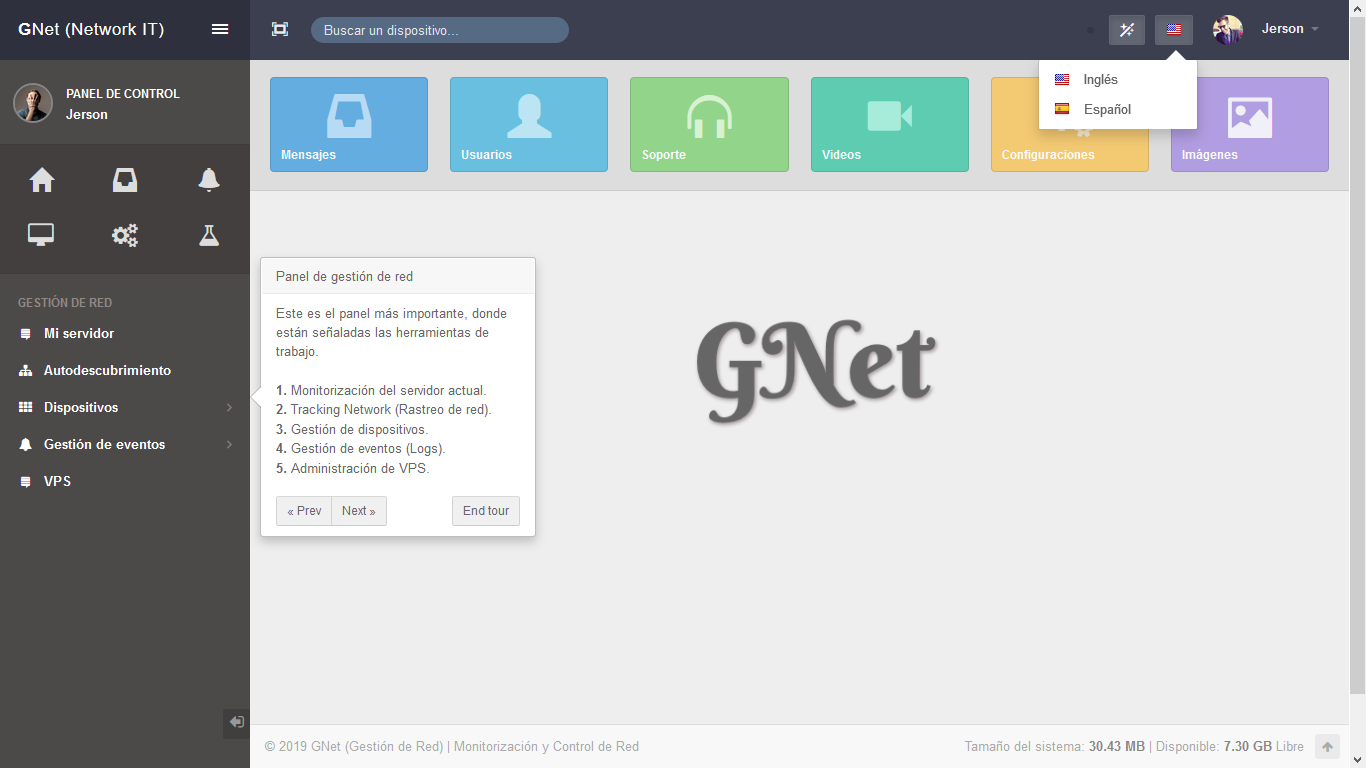 GNet (Network IT)
Buscar un dispositivo...
Jerson
Inglés
Español
PANEL DE CONTROL
Jerson
Mensajes
Usuarios
Soporte
Videos
Configuraciones
Imágenes
GESTIÓN DE RED
Mi servidor
Autodescubrimiento
Dispositivos
Gestión de eventos
VPS
Panel de gestión de red
Este es el panel más importante, donde
están señaladas las herramientas de
trabajo.
1. Monitorización del servidor actual.
2. Tracking Network (Rastreo de red).
3. Gestión de dispositivos.
4. Gestión de eventos (Logs).
5. Administración de VPS.
« Prev
Next »
End tour
GNet
© 2019 GNet (Gestión de Red) | Monitorización y Control de Red
Tamaño del sistema: 30.43 MB | Disponible: 7.30 GB Libre